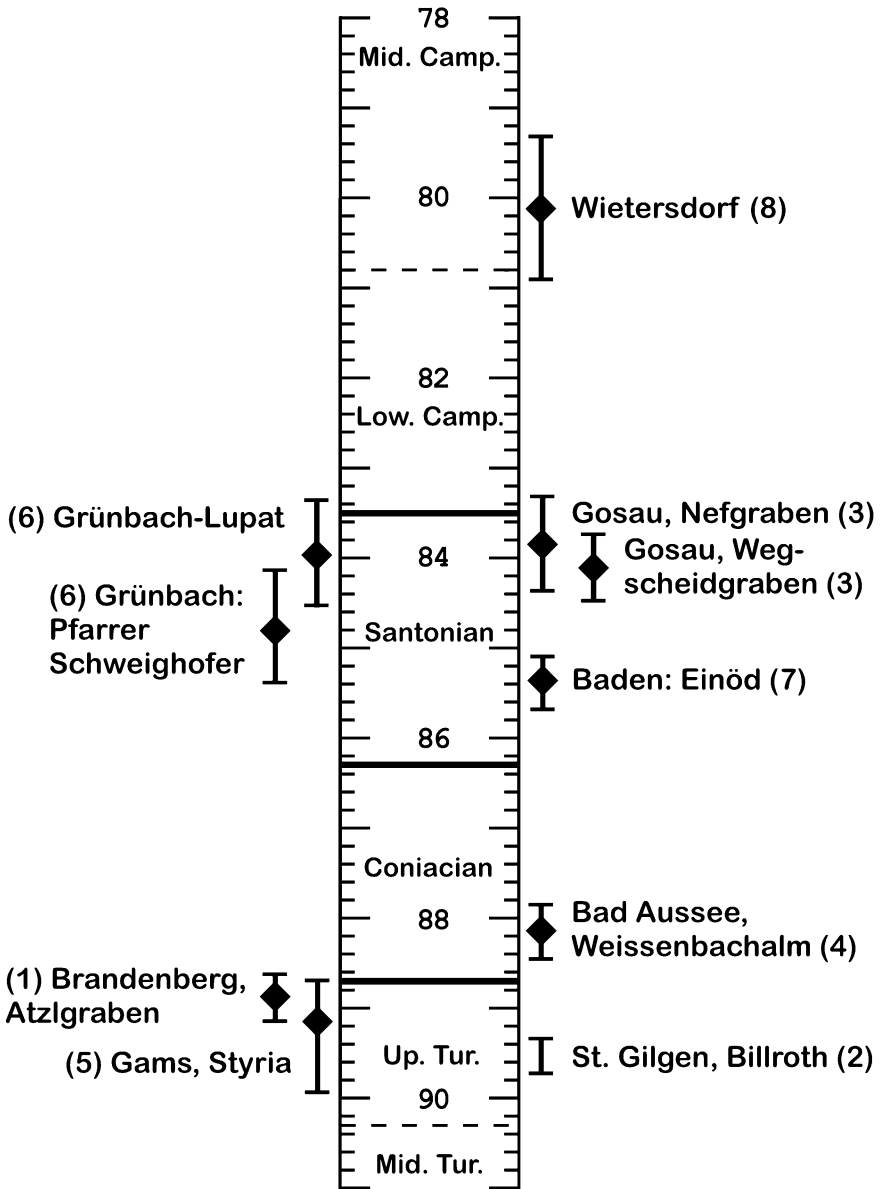 78
Mid. Camp.
80
Wietersdorf (8)
82
Low. Camp.
(6) Grünbach-Lupat
Gosau, Nefgraben (3)
84
Gosau, Weg-
scheidgraben (3)
(6) Grünbach:
Pfarrer
Schweighofer
Santonian
Baden: Einöd (7)
86
Coniacian
88
Bad Aussee,
Weissenbachalm (4)
(1) Brandenberg,
Atzlgraben
(5) Gams, Styria
Up. Tur.
St. Gilgen, Billroth (2)
90
Mid. Tur.